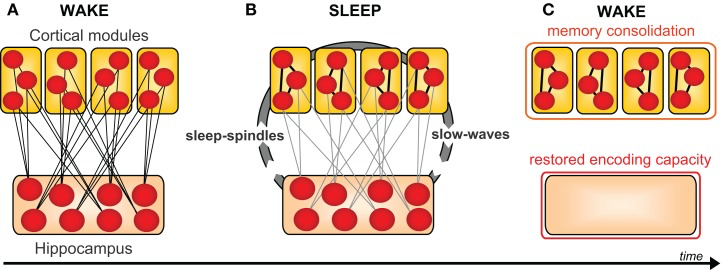 A WAKE
Cortical modules
Hippocampus
B SLEEP
sleep-spindles
slow-waves
C WAKE
memory consolidation
restored encoding capacity
time